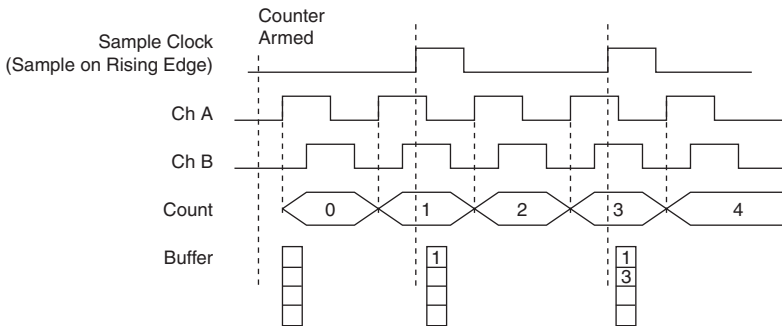 Counter
Armed
Sample Clock
(Sample on Rising Edge)
Ch A
Ch B
Count 0 1 2 3 4
Buffer 1 1
3